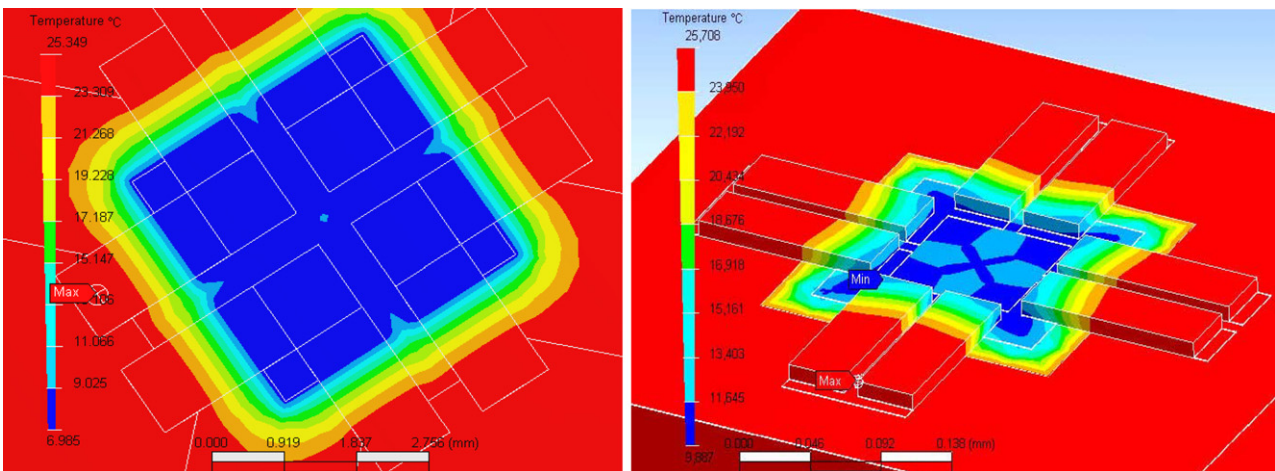 Temperature °C
25.349
23.309
21.268
19.228
17.187
15.147
Max
11.066
9.025
6.985
0.000 0.919 1.837 2.756 (mm)
Temperature °C
25,708
23,950
22,192
20,434
18,676
16,918
15,161
13,403
11,645
9,887
Min
Max
0.000 0.046 0.092 0.138 (mm)